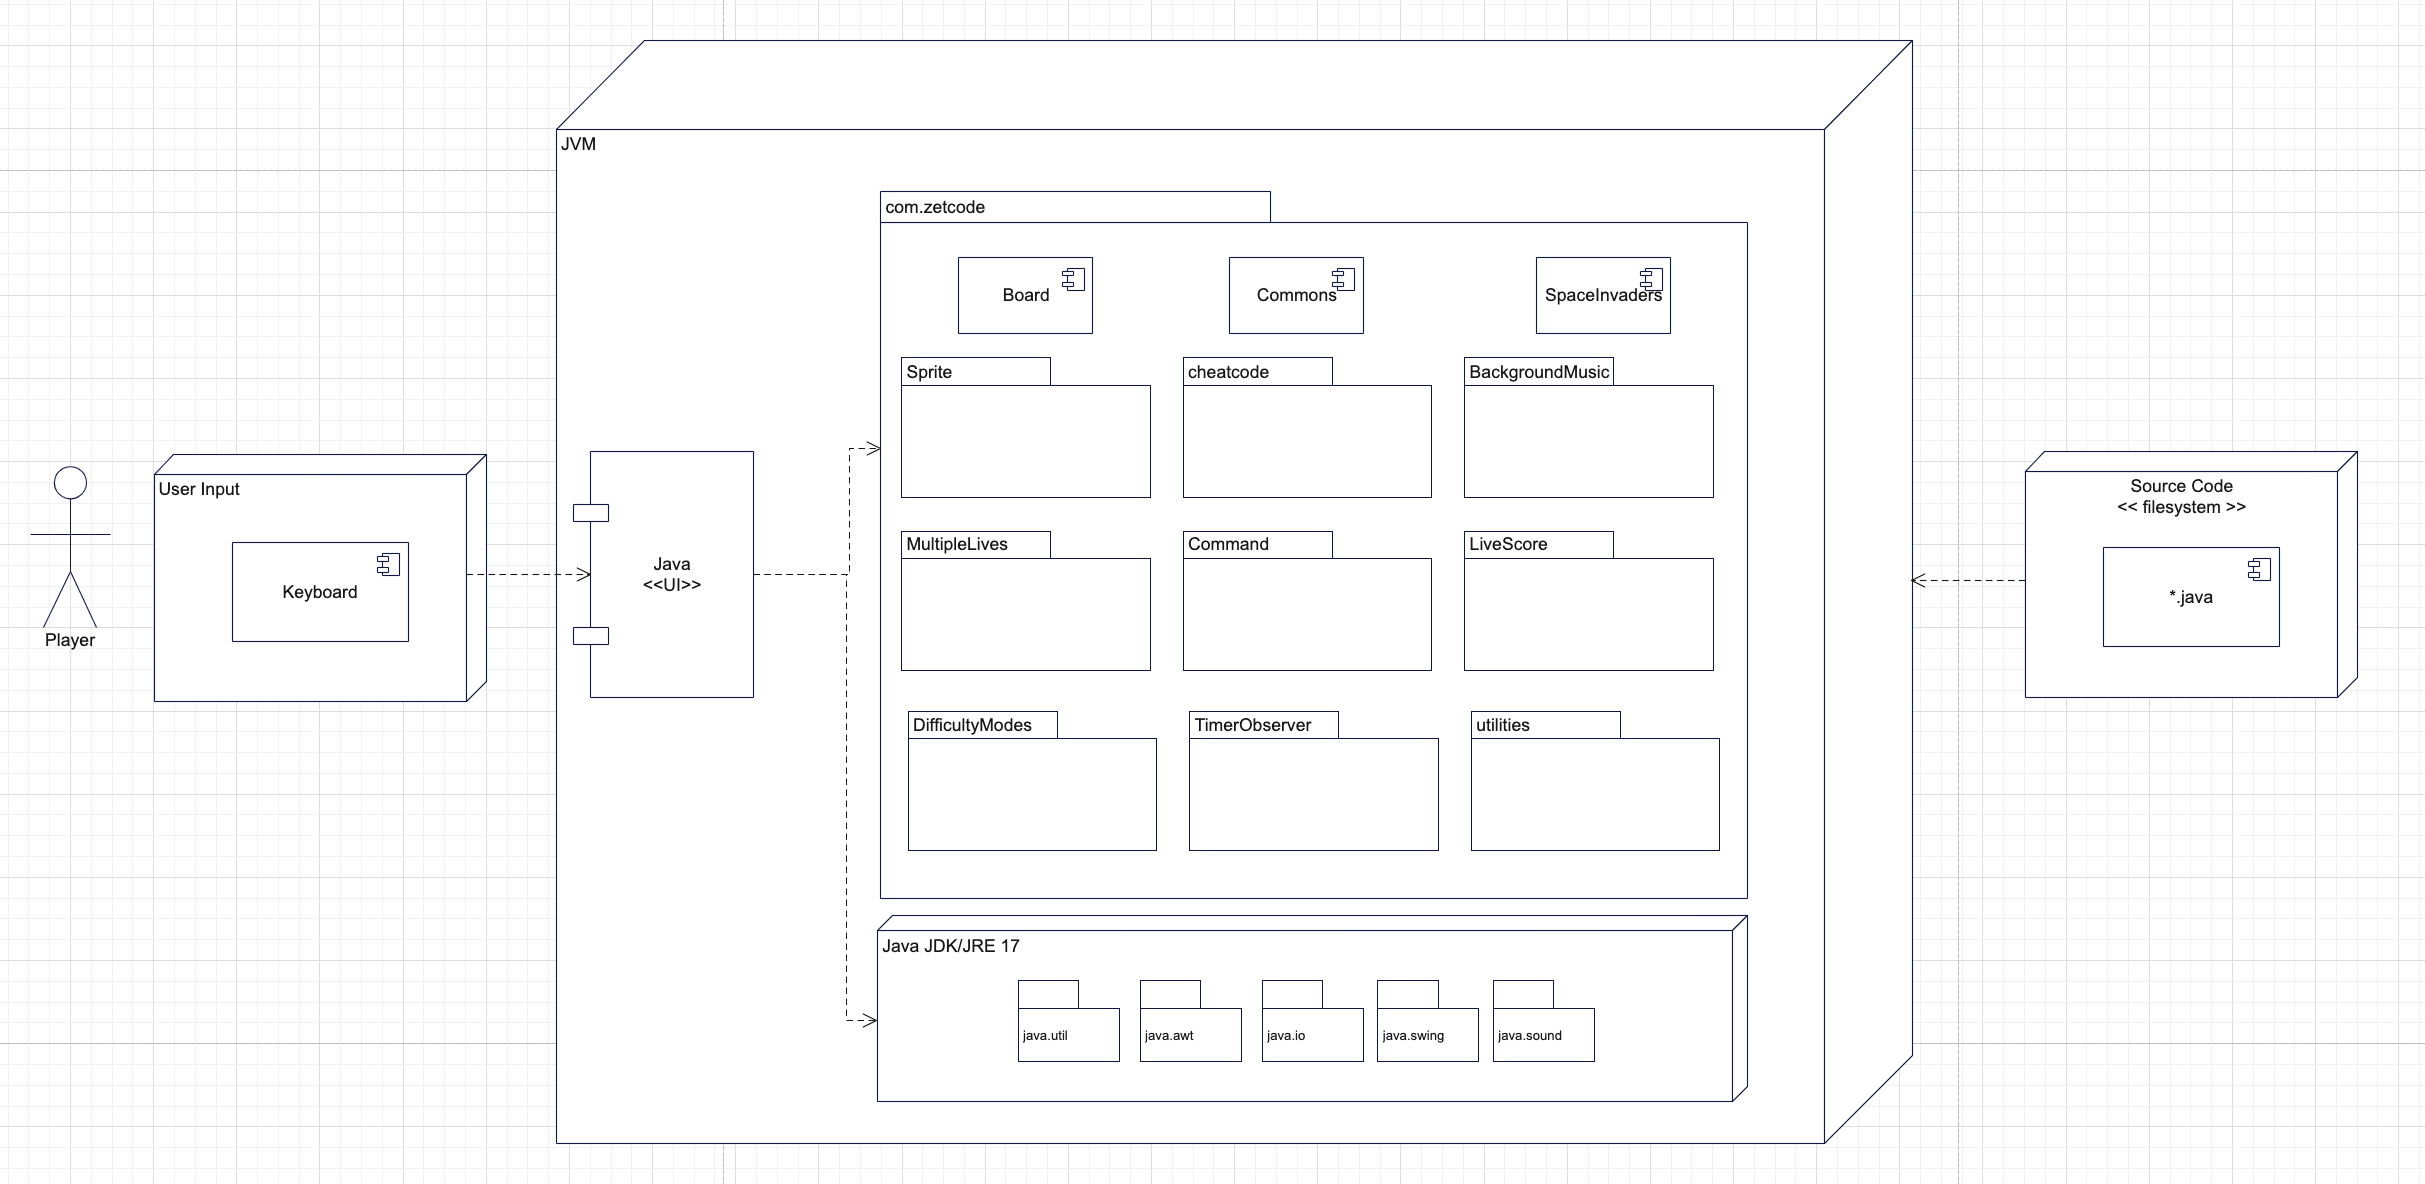 JVM
com.zetcode
Board
Commons
SpaceInvaders
Sprite
cheatcode
BackgroundMusic
User Input
Keyboard
Player
Java
<<UI>>
MultipleLives
Command
LiveScore
DifficultyModes
TimerObserver
utilities
Java JDK/JRE 17
java.util
java.awt
java.io
java.swing
java.sound
Source Code
<< filesystem >>
*.java